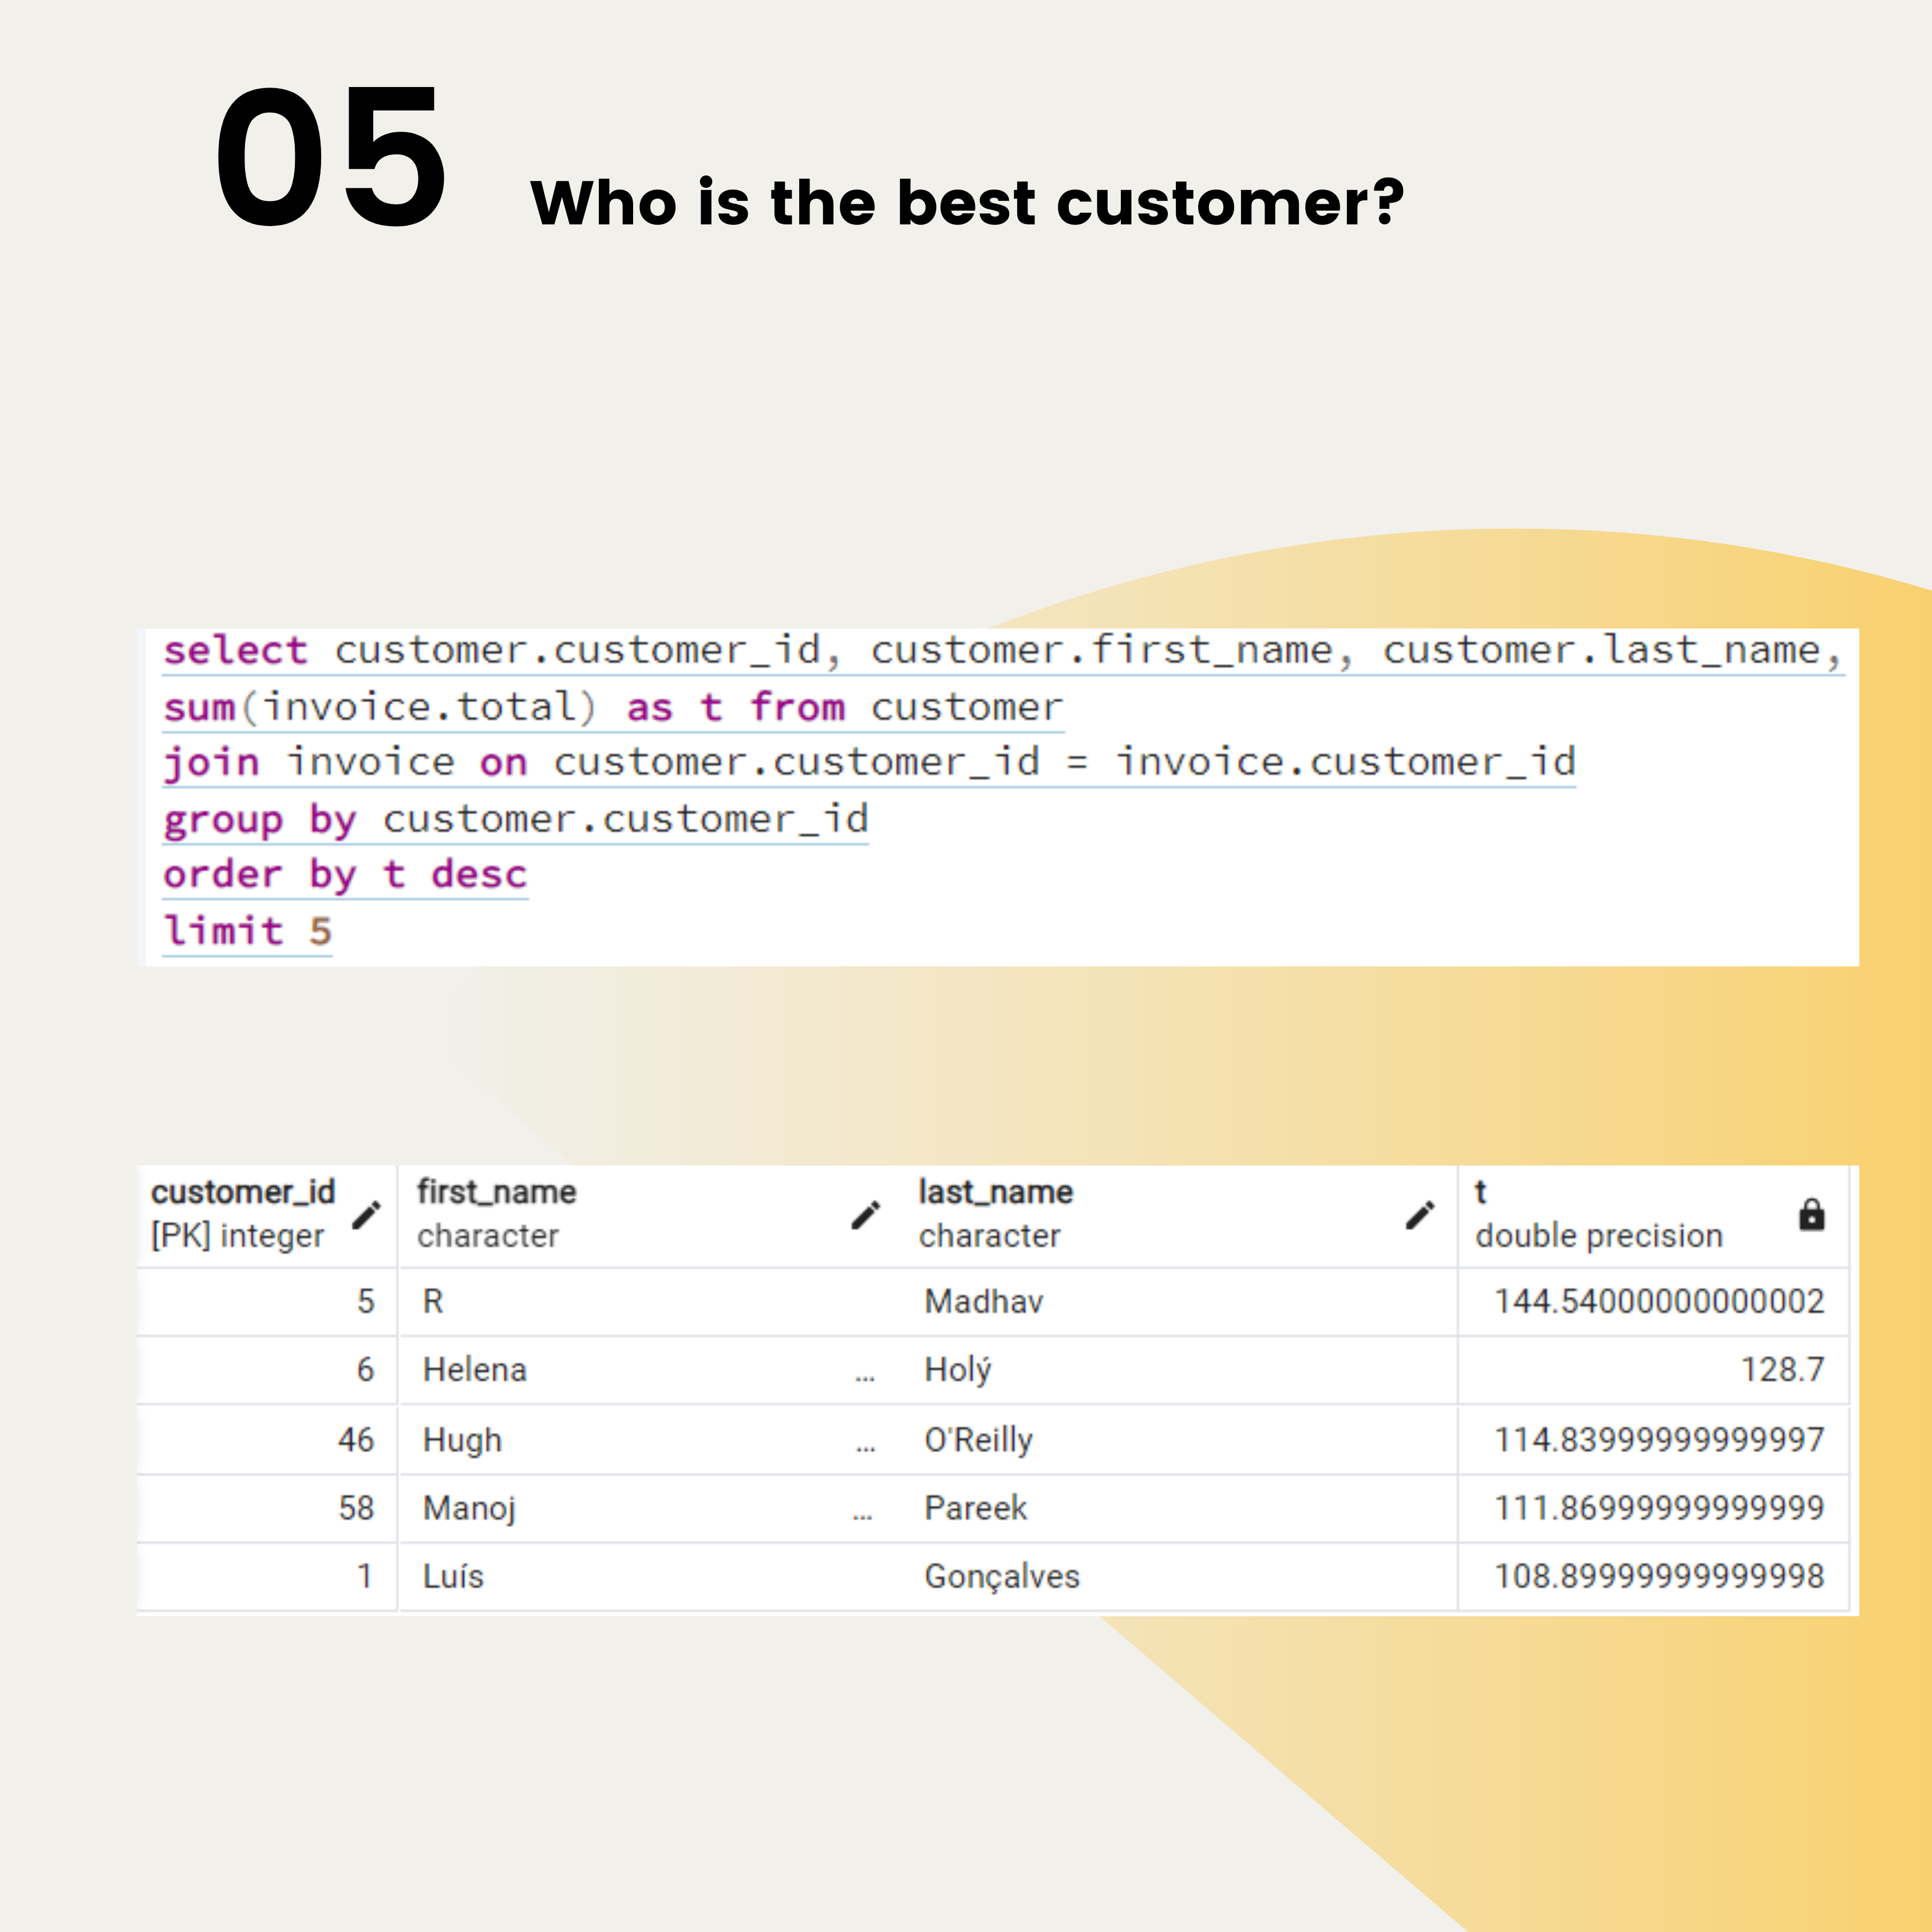 05 Who is the best customer?
select customer.customer_id, customer.first_name, customer.last_name,
sum(invoice.total) as t from customer
join invoice on customer.customer_id = invoice.customer_id
group by customer.customer_id
order by t desc
limit 5
customer_id first_name last_name t
[PK] integer character character double precision
5 R Madhav 144.54000000000002
6 Helena ... Holý 128.7
46 Hugh ... O'Reilly 114.83999999999997
58 Manoj ... Pareek 111.86999999999999
1 Luís Gonçalves 108.89999999999998